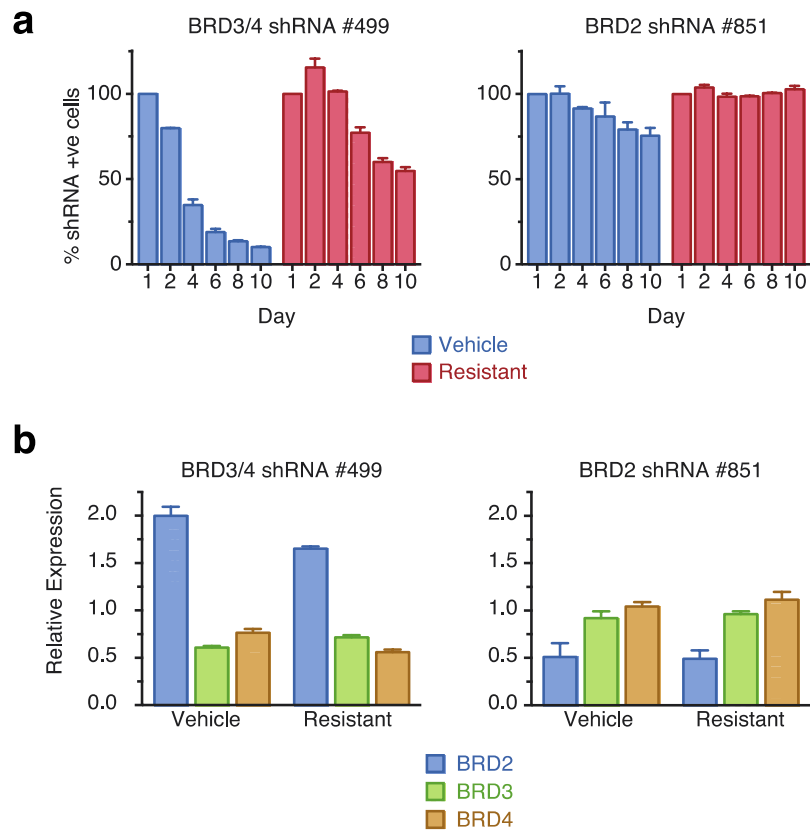 a
BRD3/4 shRNA #499
BRD2 shRNA #851
% shRNA +ve cells
100
50
0
1 2 4 6 8 10 1 2 4 6 8 10
Day
100
50
0
1 2 4 6 8 10 1 2 4 6 8 10
Day
Vehicle
Resistant
b
BRD3/4 shRNA #499
BRD2 shRNA #851
Relative Expression
2.0
1.5
1.0
0.5
0.0
Vehicle Resistant
2.0
1.5
1.0
0.5
0.0
Vehicle Resistant
BRD2
BRD3
BRD4